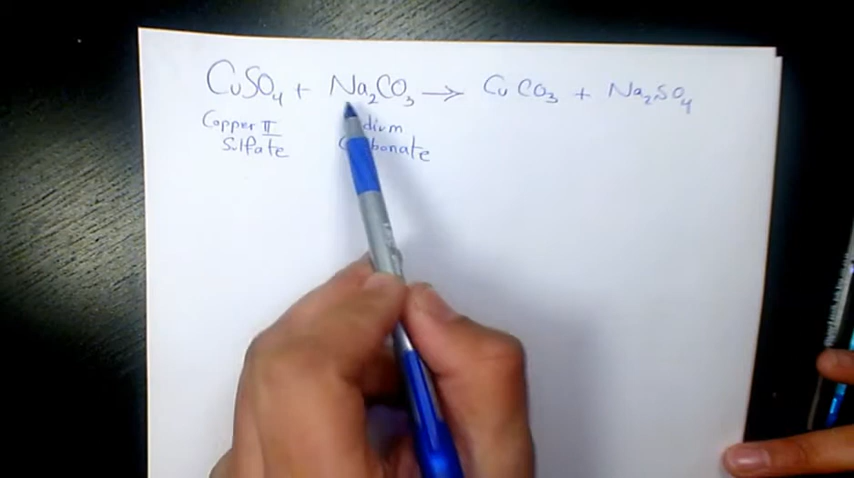 CuSO₄ + Na₂CO₃ → CuCO₃ + Na₂SO₄
Copper II
Sulfate